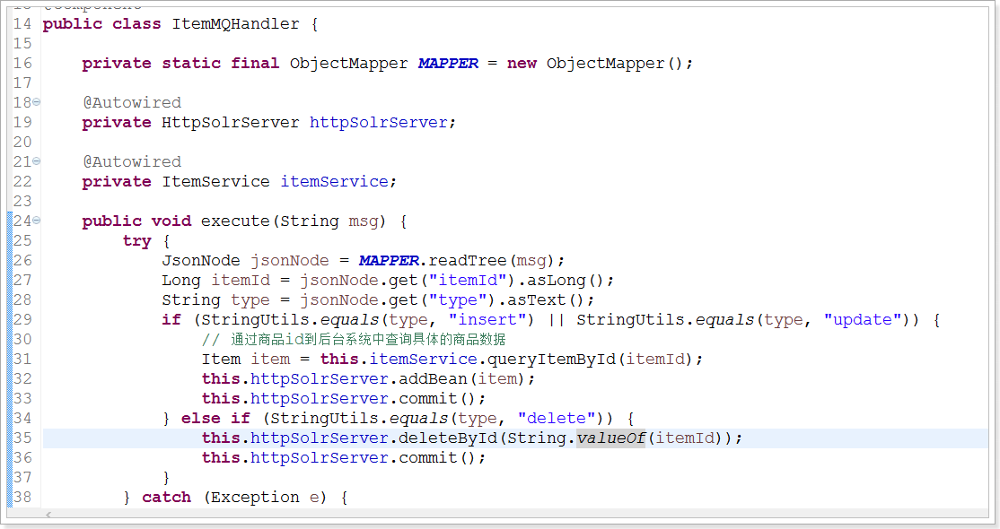 @Component
14 public class ItemMQHandler {
15
16     private static final ObjectMapper MAPPER = new ObjectMapper();
17
18     @Autowired
19     private HttpSolrServer httpSolrServer;
20
21     @Autowired
22     private ItemService itemService;
23
24     public void execute(String msg) {
25         try {
26             JsonNode jsonNode = MAPPER.readTree(msg);
27             Long itemId = jsonNode.get("itemId").asLong();
28             String type = jsonNode.get("type").asText();
29             if (StringUtils.equals(type, "insert") || StringUtils.equals(type, "update")) {
30                 // 通过商品id到后台系统中查询具体的商品数据
31                 Item item = this.itemService.queryItemById(itemId);
32                 this.httpSolrServer.addBean(item);
33                 this.httpSolrServer.commit();
34             } else if (StringUtils.equals(type, "delete")) {
35                 this.httpSolrServer.deleteById(String.valueOf(itemId));
36                 this.httpSolrServer.commit();
37             }
38         } catch (Exception e) {